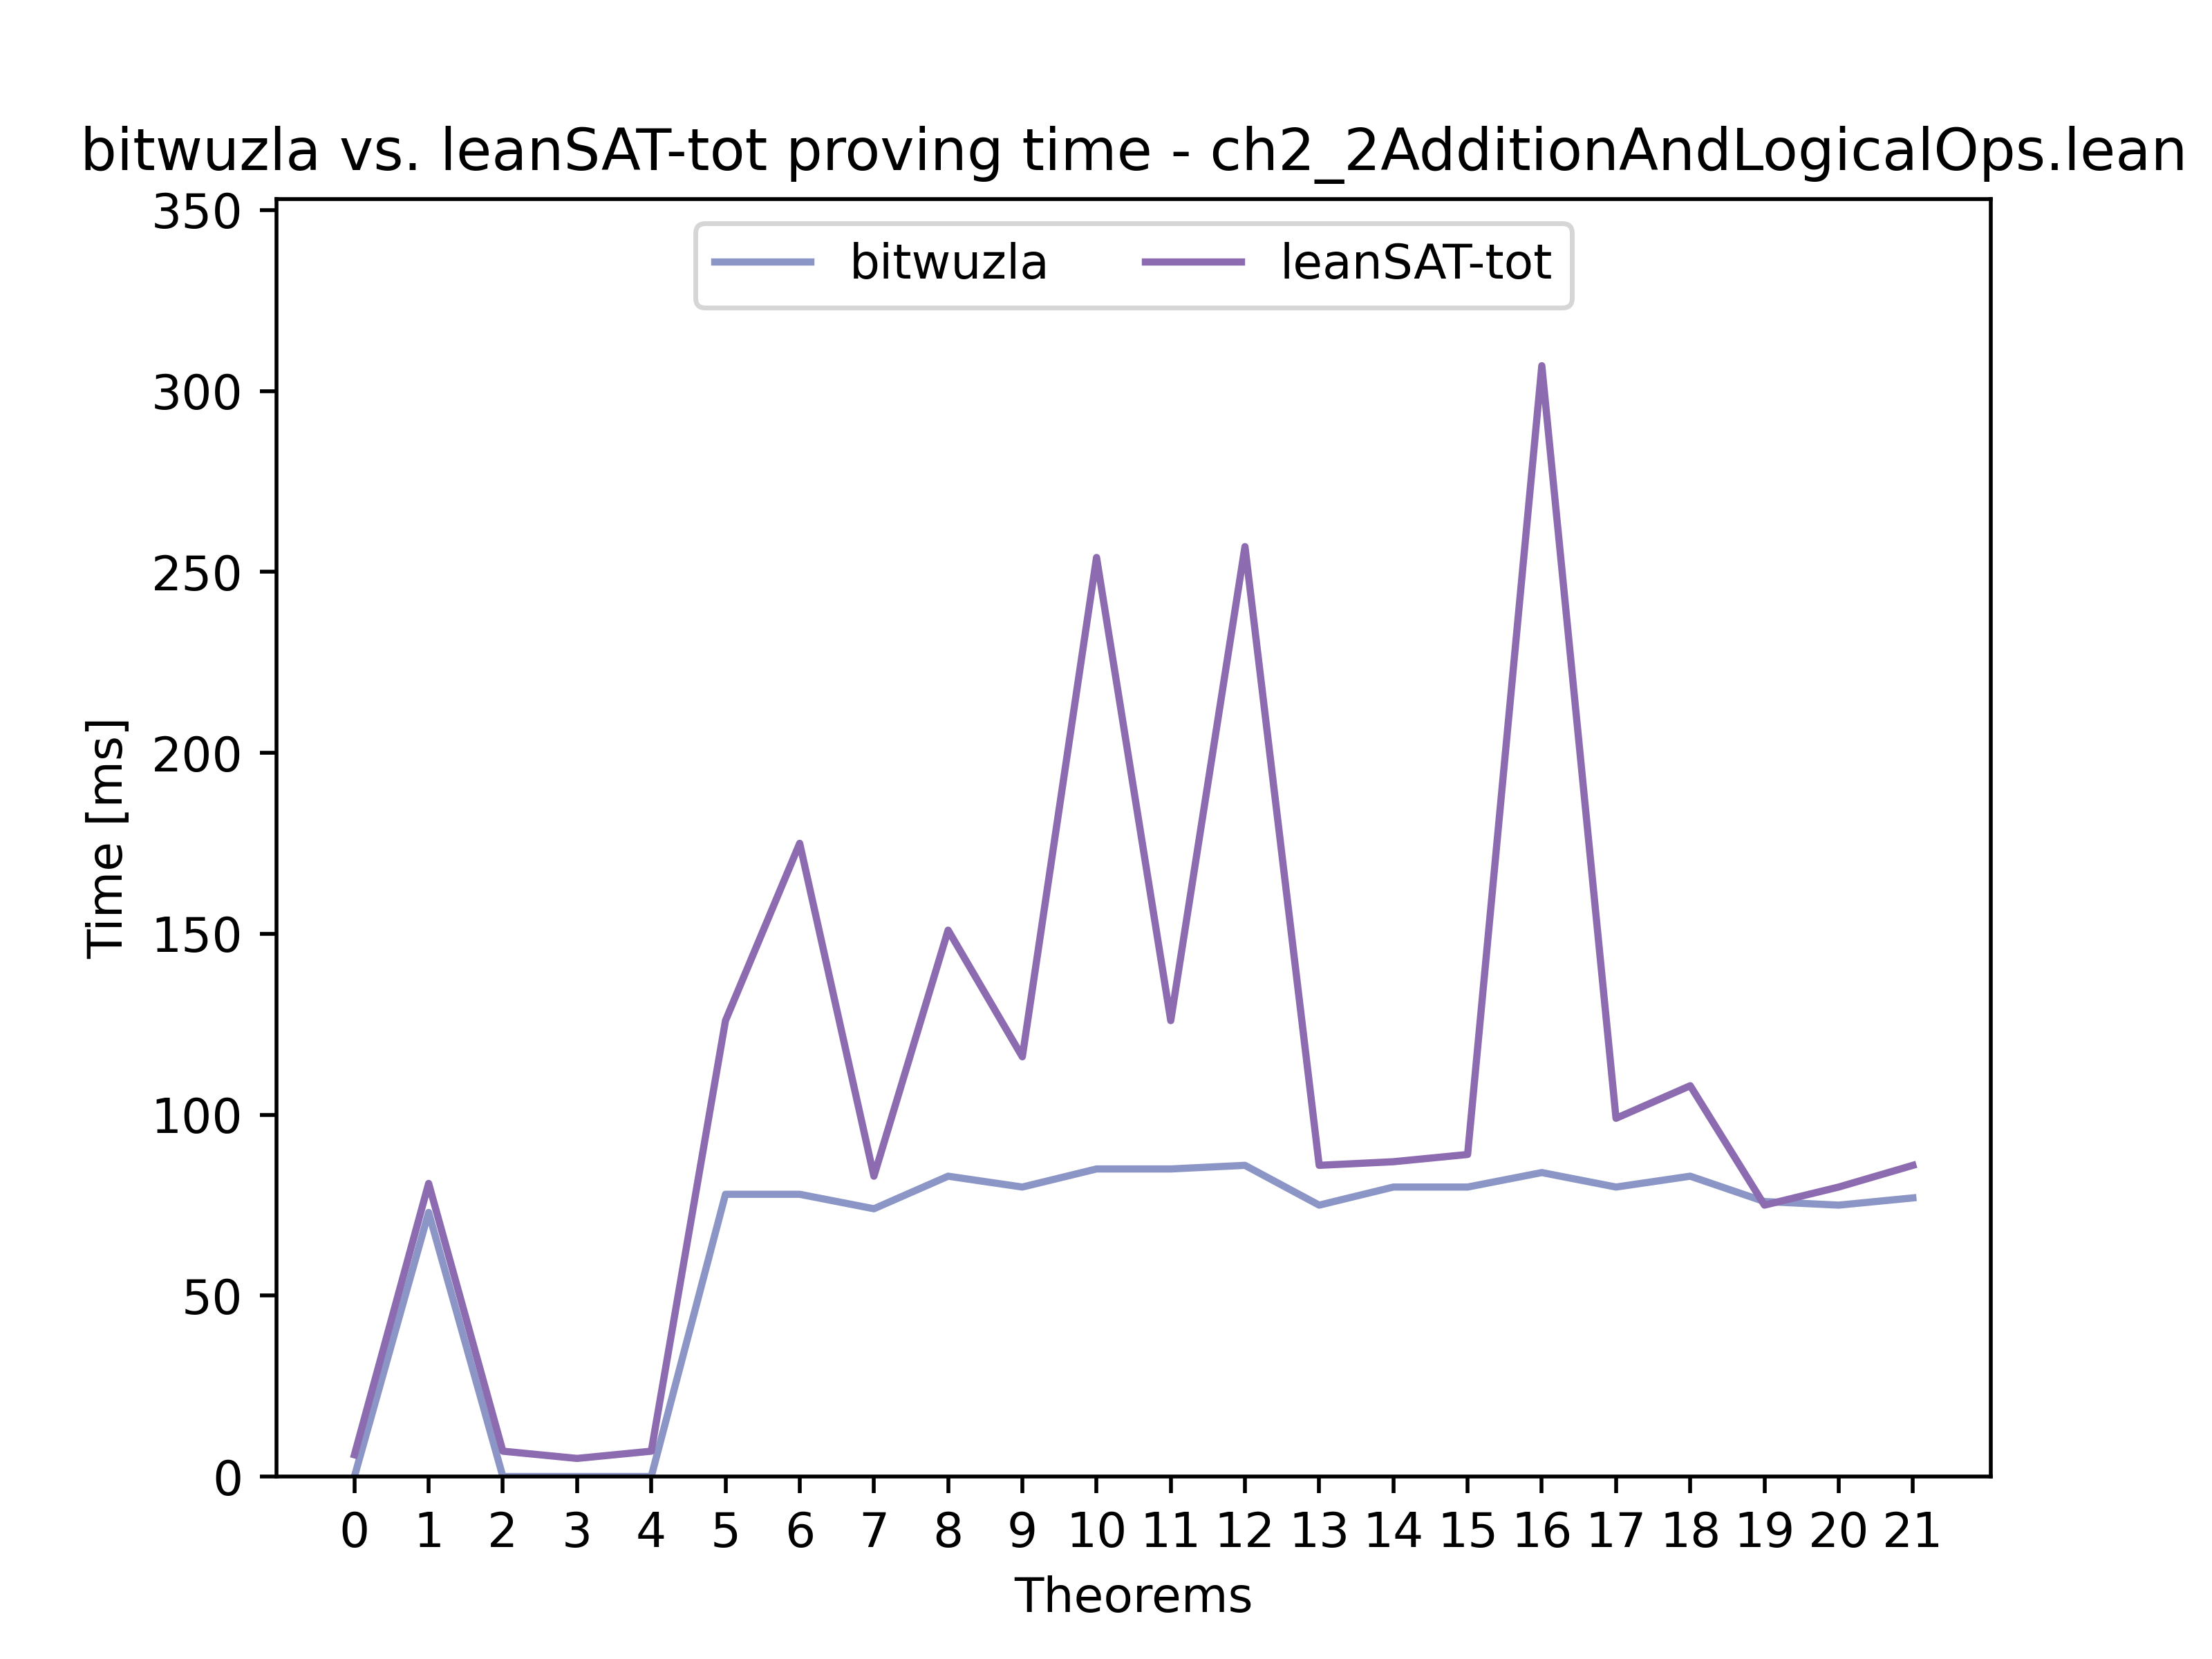 bitwuzla vs. leanSAT-tot proving time - ch2_2AdditionAndLogicalOps.lean
350
bitwuzla leanSAT-tot
300
250
200
Time [ms]
150
100
50
0
0 1 2 3 4 5 6 7 8 9 10 11 12 13 14 15 16 17 18 19 20 21
Theorems